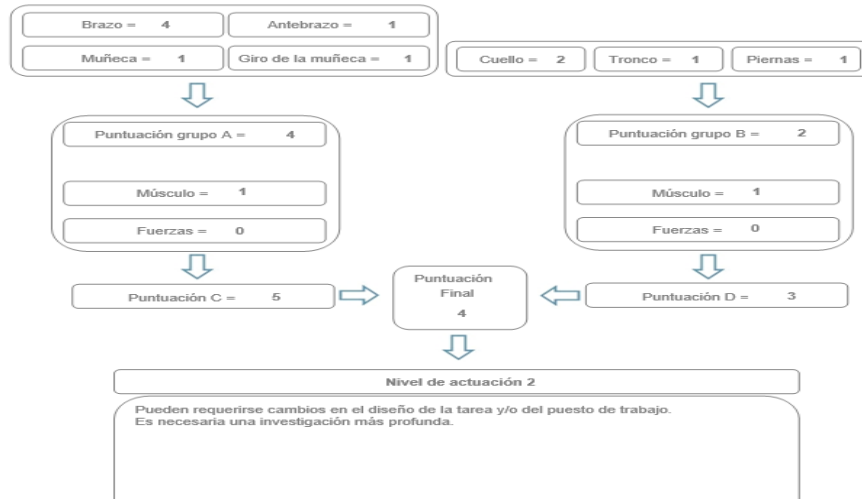 Brazo = 4 Antebrazo = 1
Muñeca = 1 Giro de la muñeca = 1
Cuello = 2 Tronco = 1 Piernas = 1
Puntuación grupo A = 4
Músculo = 1
Fuerzas = 0
Puntuación grupo B = 2
Músculo = 1
Fuerzas = 0
Puntuación C = 5
Puntuación
Final
4
Puntuación D = 3
Nivel de actuación 2
Pueden requerirse cambios en el diseño de la tarea y/o del puesto de trabajo.
Es necesaria una investigación más profunda.